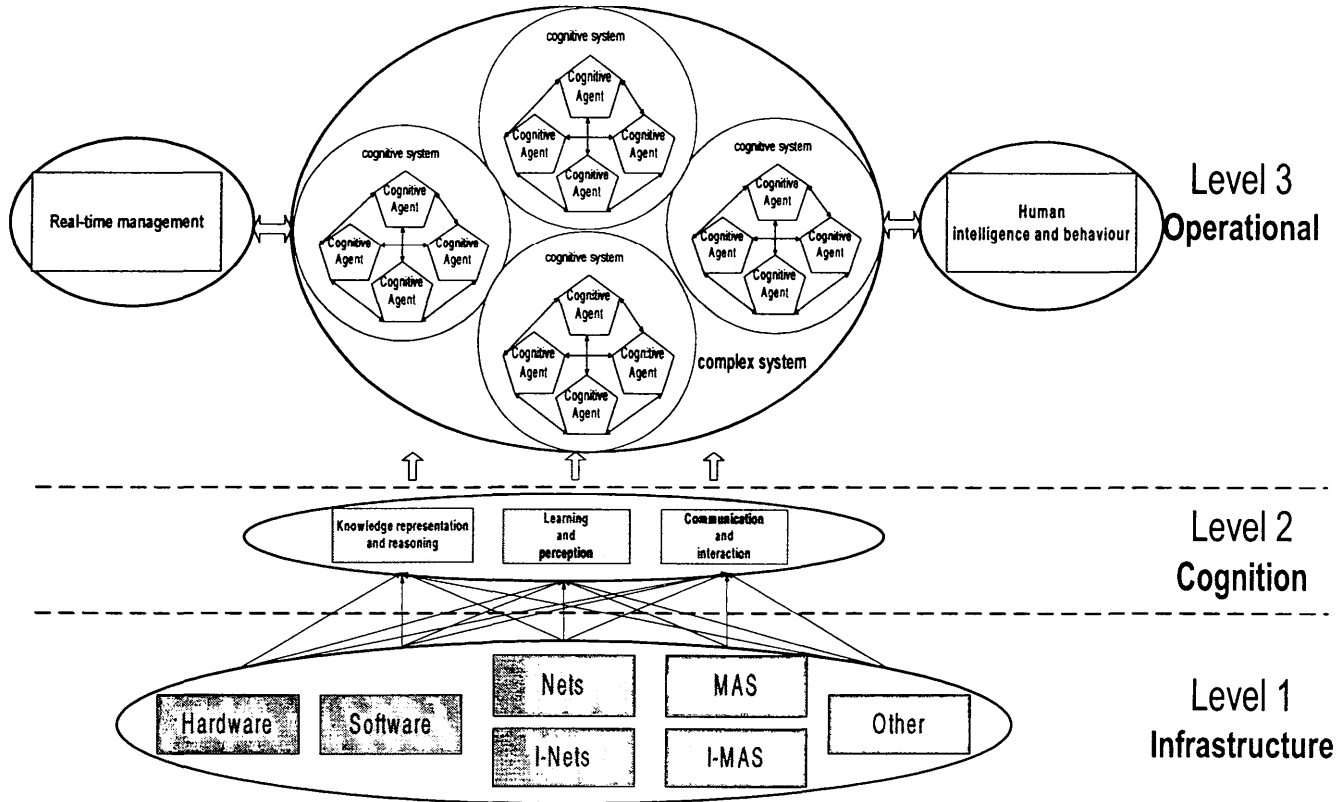 cognitive system
Cognitive
Agent
Cognitive
Agent
Cognitive
Agent
Cognitive
Agent
cognitive system
Cognitive
Agent
Cognitive
Agent
Cognitive
Agent
Cognitive
Agent
cognitive system
Cognitive
Agent
Cognitive
Agent
Cognitive
Agent
Cognitive
Agent
cognitive system
Cognitive
Agent
Cognitive
Agent
Cognitive
Agent
Cognitive
Agent
complex system
Real-time management
Human
intelligence and behaviour
Level 3
Operational
Knowledge representation
and reasoning
Learning
and
perception
Communication
and
interaction
Level 2
Cognition
Hardware
Software
Nets
I-Nets
MAS
I-MAS
Other
Level 1
Infrastructure